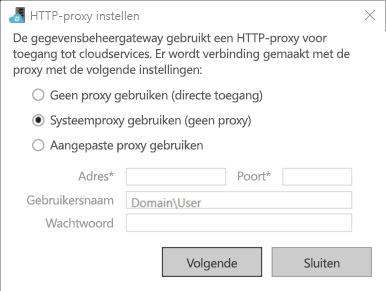 HTTP-proxy instellen
De gegevensbeheergateway gebruikt een HTTP-proxy voor
toegang tot cloudservices. Er wordt verbinding gemaakt met de
proxy met de volgende instellingen:
Geen proxy gebruiken (directe toegang)
Systeemproxy gebruiken (geen proxy)
Aangepaste proxy gebruiken
Adres* Poort*
Gebruikersnaam Domain\User
Wachtwoord
Volgende Sluiten